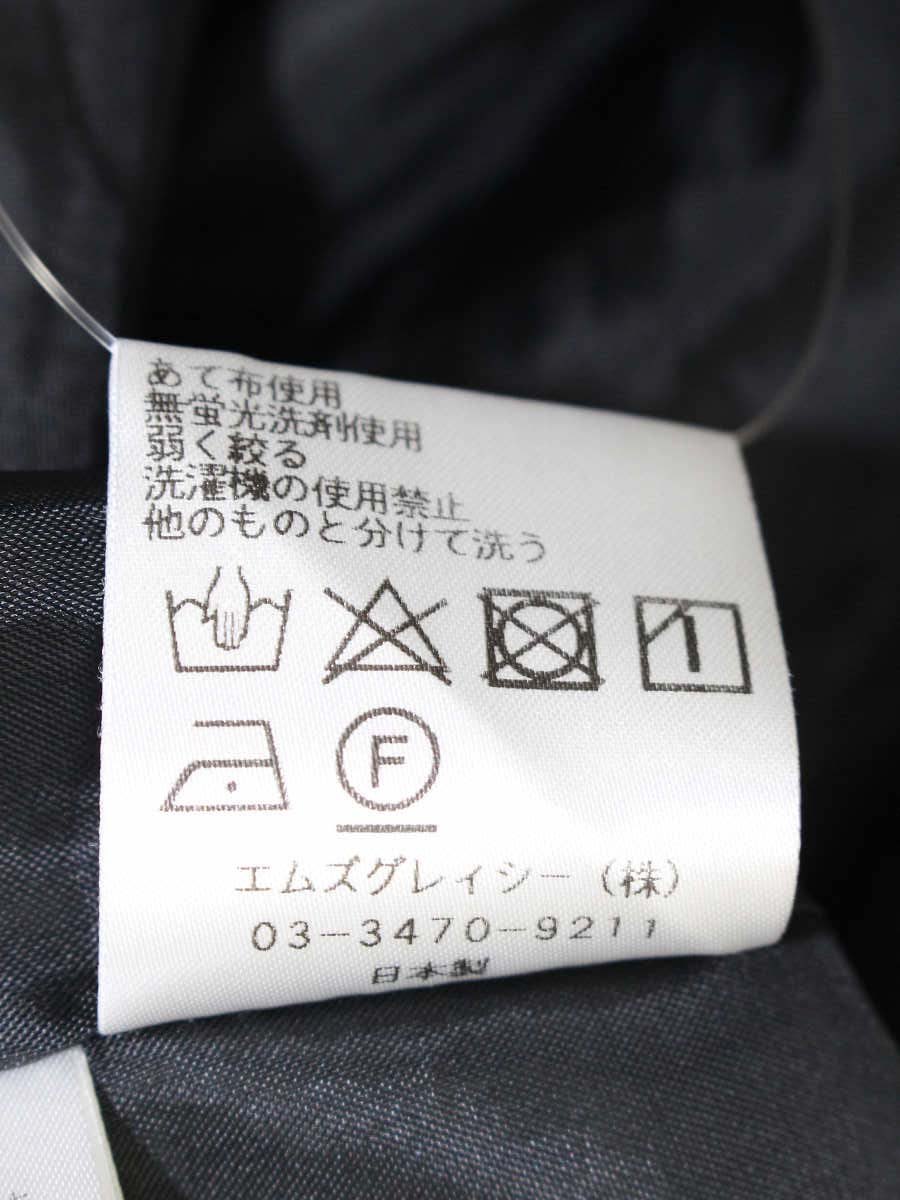 あて布使用
無蛍光洗剤使用
弱く絞る
洗濯機の使用禁止
他のものと分けて洗う
F
エムズグレイシー（株）
03-3470-9211
日本製